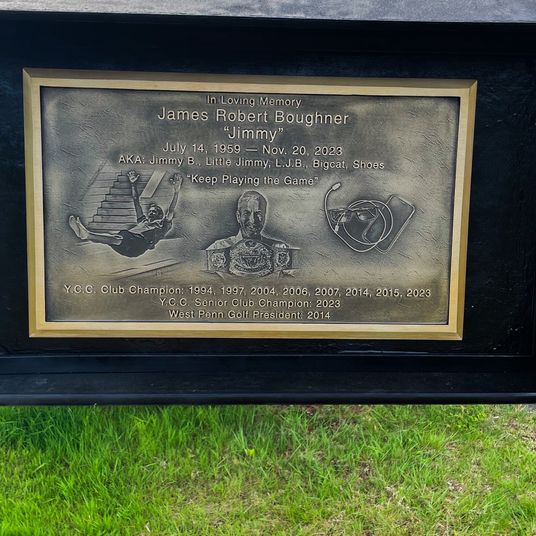 In Loving Memory
James Robert Boughner
"Jimmy"
July 14, 1959 — Nov. 20, 2023
AKA: Jimmy B., Little Jimmy, L.J.B., Bigcat, Shoes
"Keep Playing the Game"
Y.C.C. Club Champion: 1994, 1997, 2004, 2006, 2007, 2014, 2015, 2023
Y.C.C. Senior Club Champion: 2023
West Penn Golf President: 2014